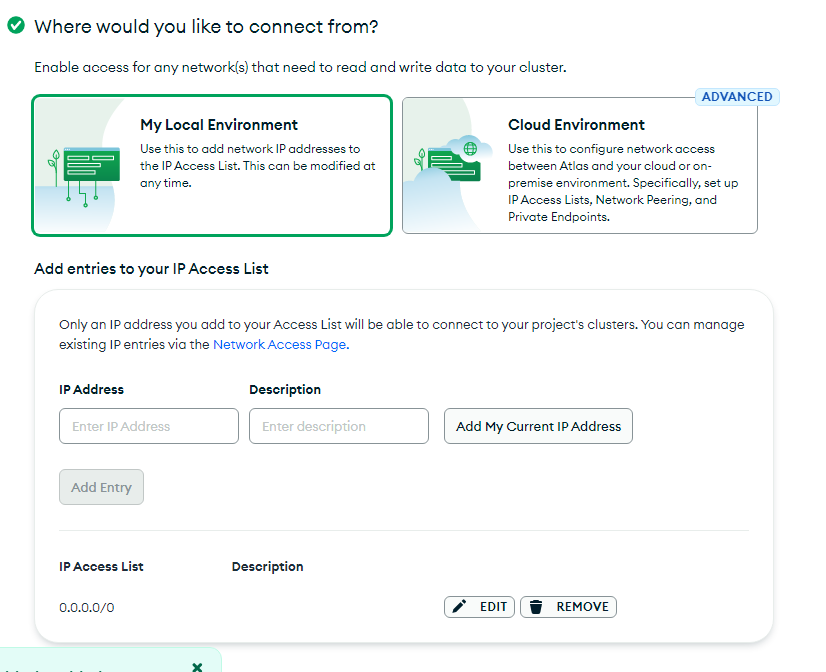 Where would you like to connect from?
Enable access for any network(s) that need to read and write data to your cluster.
ADVANCED
My Local Environment
Use this to add network IP addresses to
the IP Access List. This can be modified at
any time.
Cloud Environment
Use this to configure network access
between Atlas and your cloud or on-
premise environment. Specifically, set up
IP Access Lists, Network Peering, and
Private Endpoints.
Add entries to your IP Access List
Only an IP address you add to your Access List will be able to connect to your project's clusters. You can manage
existing IP entries via the Network Access Page.
IP Address Description
Enter IP Address Enter description Add My Current IP Address
Add Entry
IP Access List Description
0.0.0.0/0 EDIT REMOVE